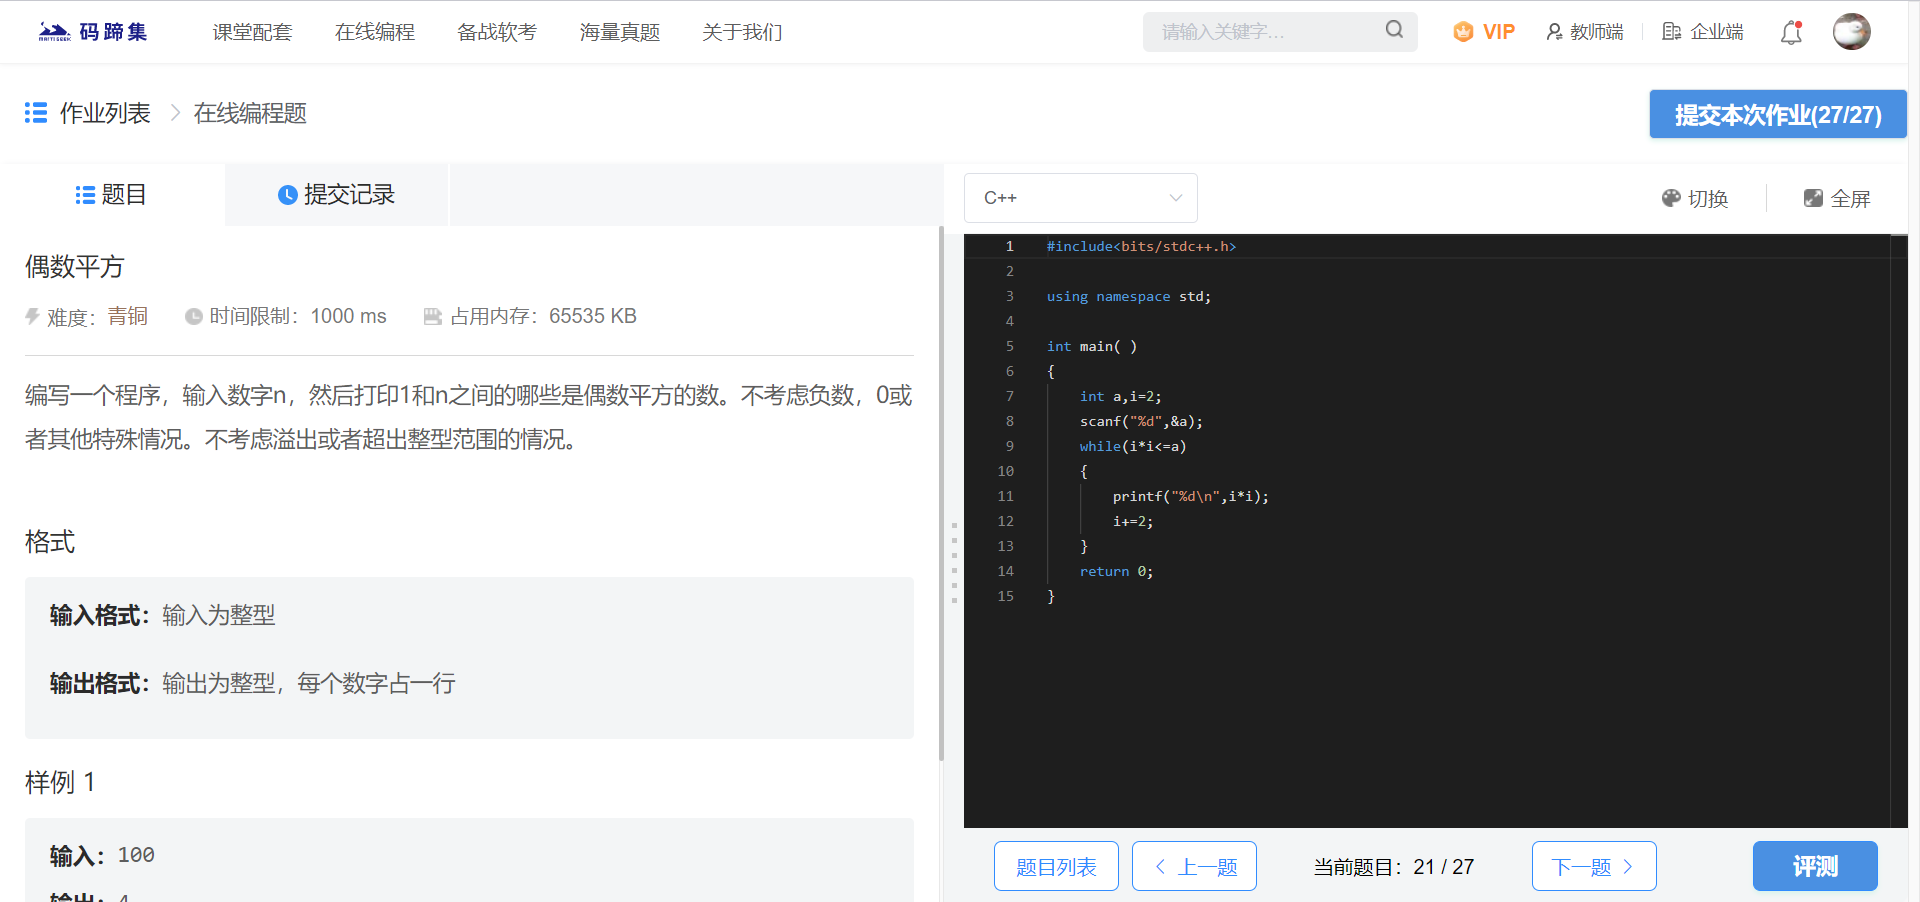 MAITI GEEK 码蹄集 课堂配套 在线编程 备战软考 海量真题 关于我们 请输入关键字... VIP 教师端 企业端
作业列表 > 在线编程题 提交本次作业(27/27)
题目 提交记录
偶数平方
难度：青铜 时间限制：1000 ms 占用内存：65535 KB
编写一个程序，输入数字n，然后打印1和n之间的哪些是偶数平方的数。不考虑负数，0或
者其他特殊情况。不考虑溢出或者超出整型范围的情况。
格式
输入格式：输入为整型
输出格式：输出为整型，每个数字占一行
样例 1
输入：100
输出：4
C++ 切换 全屏
1 #include<bits/stdc++.h>
2
3 using namespace std;
4
5 int main( )
6 {
7 int a,i=2;
8 scanf("%d",&a);
9 while(i*i<=a)
10 {
11 printf("%d\n",i*i);
12 i+=2;
13 }
14 return 0;
15 }
题目列表 < 上一题 当前题目：21 / 27 下一题 > 评测